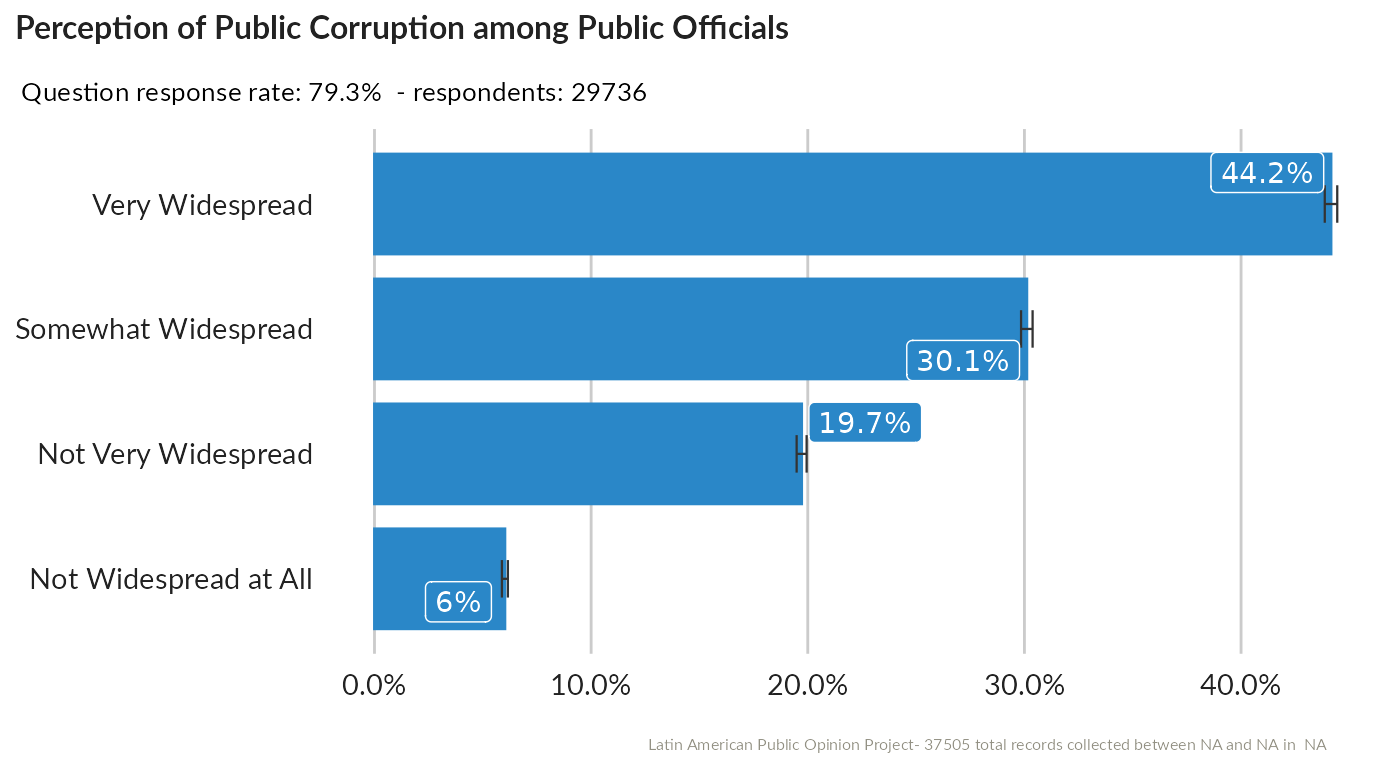 Perception of Public Corruption among Public Officials
Question response rate: 79.3%  - respondents: 29736
Very Widespread
44.2%
Somewhat Widespread
30.1%
Not Very Widespread
19.7%
Not Widespread at All
6%
0.0% 10.0% 20.0% 30.0% 40.0%
Latin American Public Opinion Project- 37505 total records collected between NA and NA in  NA